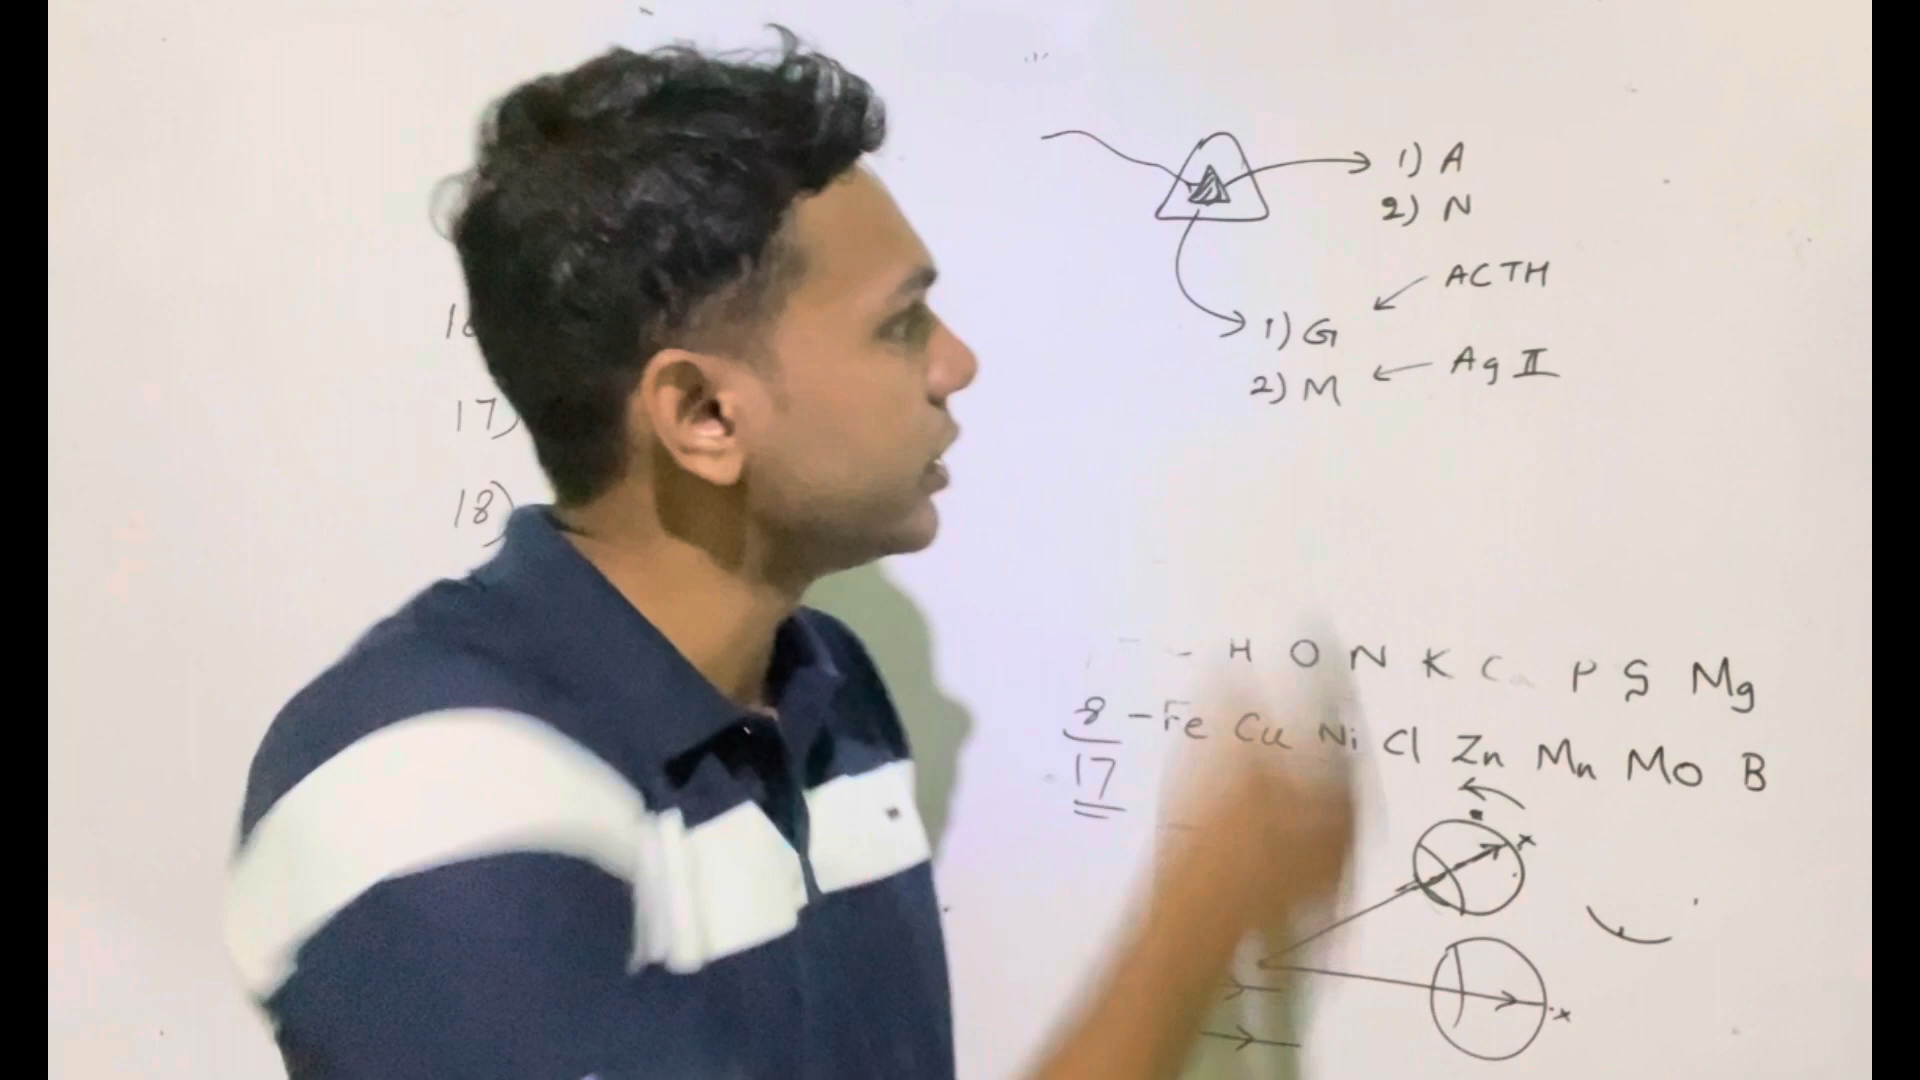 17)
18)
1) A
2) N
ACTH
1) G
Ag II
2) M
H O N K Ca P S Mg
8 - Fe Cu Ni Cl Zn Mn Mo B
17